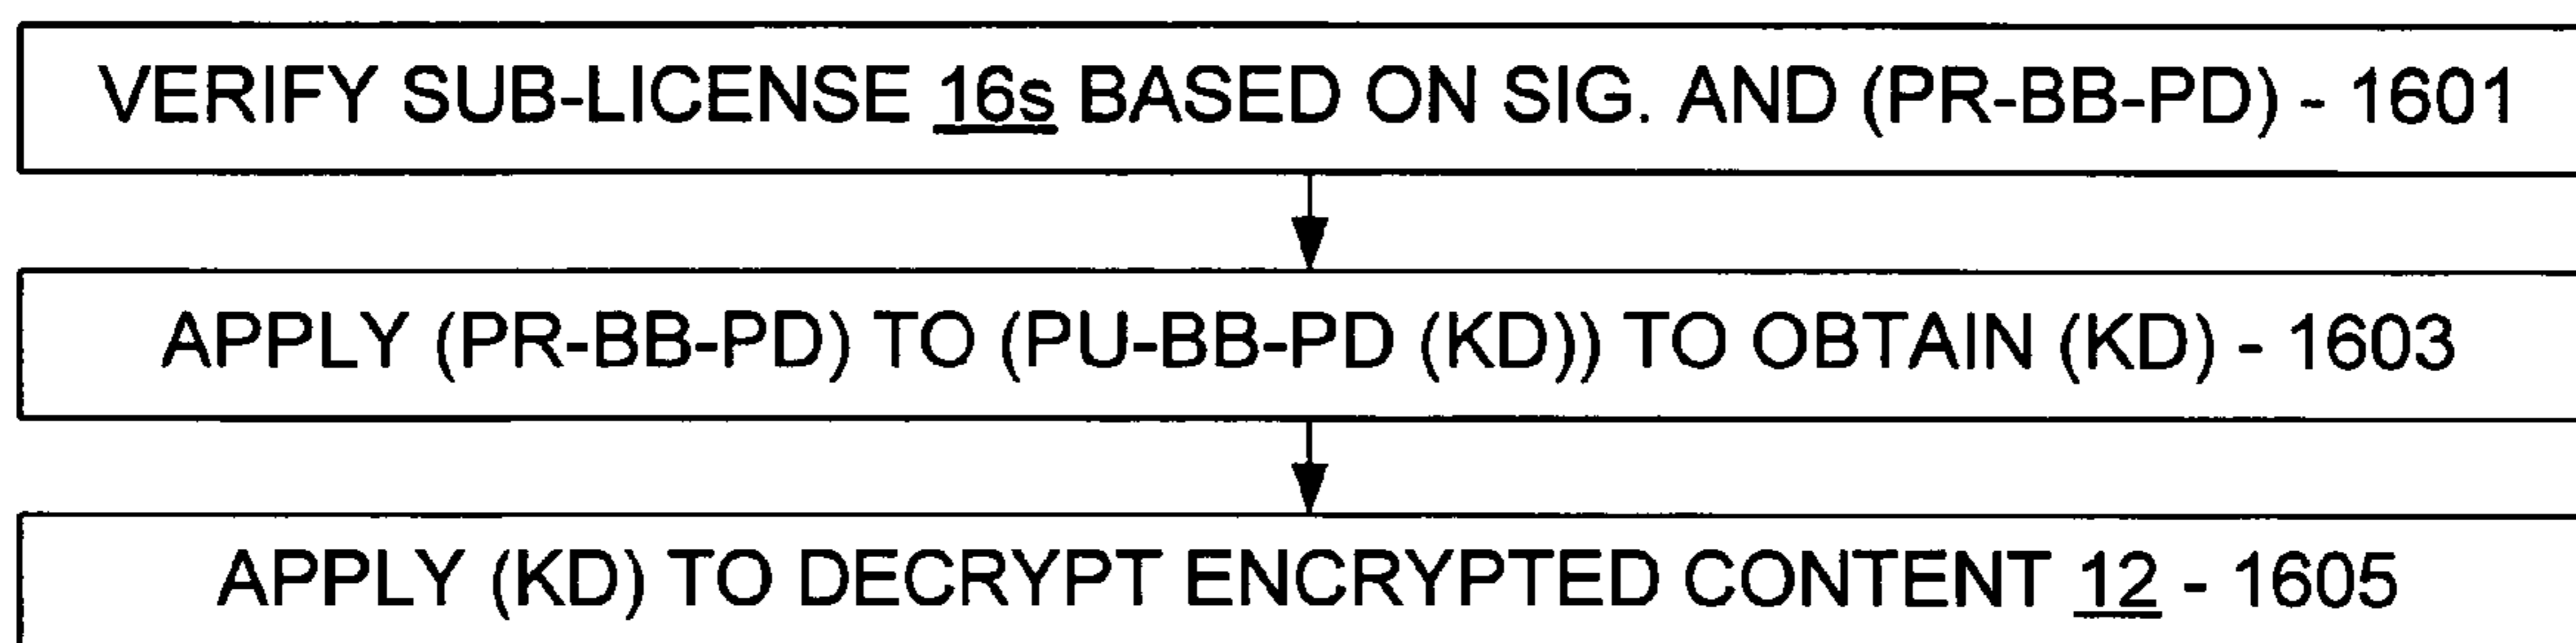 VERIFY SUB-LICENSE 16s BASED ON SIG. AND (PR-BB-PD) - 1601
APPLY (PR-BB-PD) TO (PU-BB-PD (KD)) TO OBTAIN (KD) - 1603
APPLY (KD) TO DECRYPT ENCRYPTED CONTENT 12 - 1605